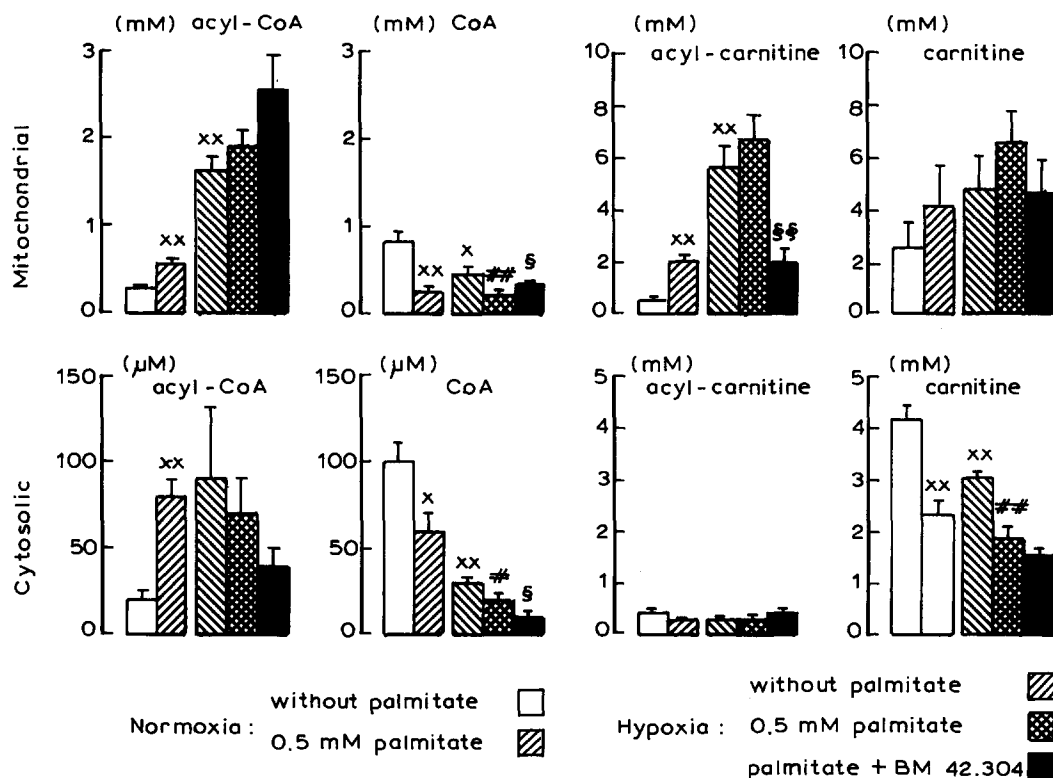 (mM) acyl-CoA
3
2
1
0
xx
xx
(mM) CoA
3
2
1
0
xx
x
##
§
(mM)
acyl-carnitine
10
8
6
4
2
0
xx
xx
§§
(mM)
carnitine
10
8
6
4
2
0
Mitochondrial
(μM)
acyl-CoA
150
100
50
0
xx
(μM)
CoA
150
100
50
0
x
xx
#
§
(mM)
acyl-carnitine
5
4
3
2
1
0
(mM)
carnitine
5
4
3
2
1
0
xx
xx
##
Cytosolic
Normoxia :
without palmitate
0.5 mM palmitate
Hypoxia :
without palmitate
0.5 mM palmitate
palmitate + BM 42.304